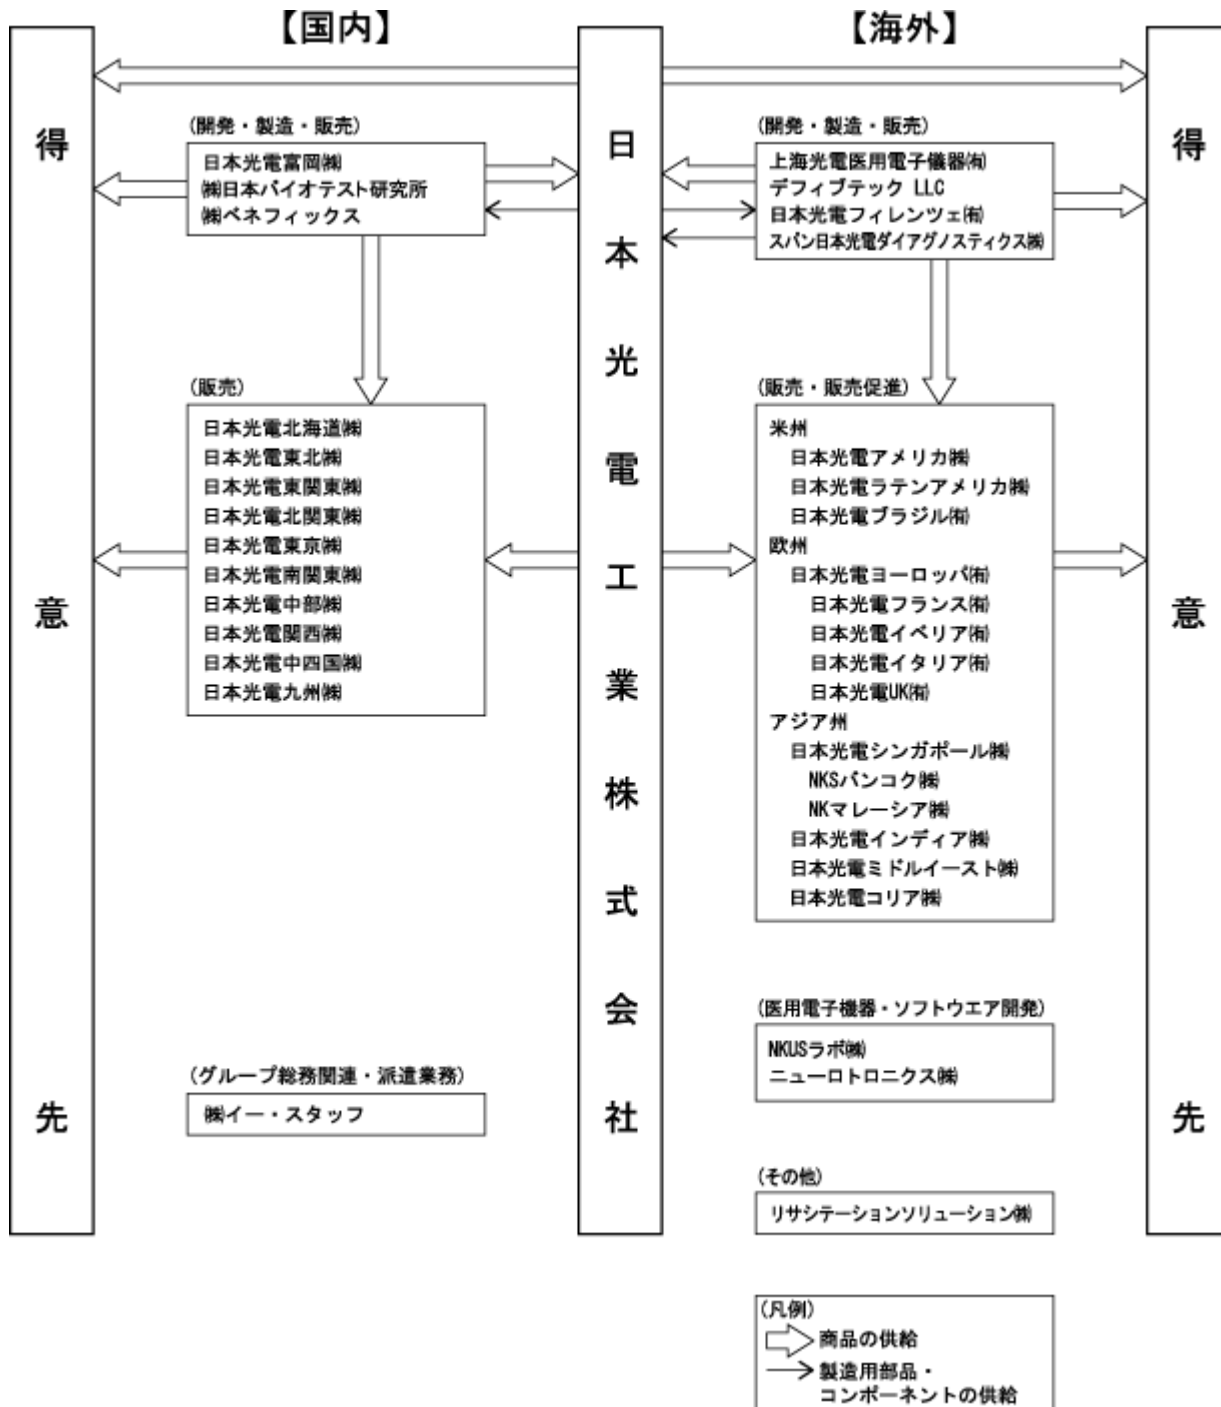 【国内】
【海外】
得意先
日本光電工業株式会社
得意先
(開発・製造・販売)
日本光電富岡㈱
㈱日本バイオテスト研究所
㈱ベネフィックス
(販売)
日本光電北海道㈱
日本光電東北㈱
日本光電東関東㈱
日本光電北関東㈱
日本光電東京㈱
日本光電南関東㈱
日本光電中部㈱
日本光電関西㈱
日本光電中四国㈱
日本光電九州㈱
(グループ総務関連・派遣業務)
㈱イー・スタッフ
(開発・製造・販売)
上海光電医用電子儀器㈲
デフィブテック LLC
日本光電フィレンツェ㈲
スパン日本光電ダイアグノスティクス㈱
(販売・販売促進)
米州
日本光電アメリカ㈱
日本光電ラテンアメリカ㈱
日本光電ブラジル㈲
欧州
日本光電ヨーロッパ㈲
日本光電フランス㈲
日本光電イベリア㈲
日本光電イタリア㈲
日本光電UK㈲
アジア州
日本光電シンガポール㈱
NKSバンコク㈱
NKマレーシア㈱
日本光電インディア㈱
日本光電ミドルイースト㈱
日本光電コリア㈱
(医用電子機器・ソフトウエア開発)
NKUSラボ㈱
ニューロトロニクス㈱
(その他)
リサシテーションソリューション㈱
(凡例)
商品の供給
製造用部品・
コンポーネントの供給